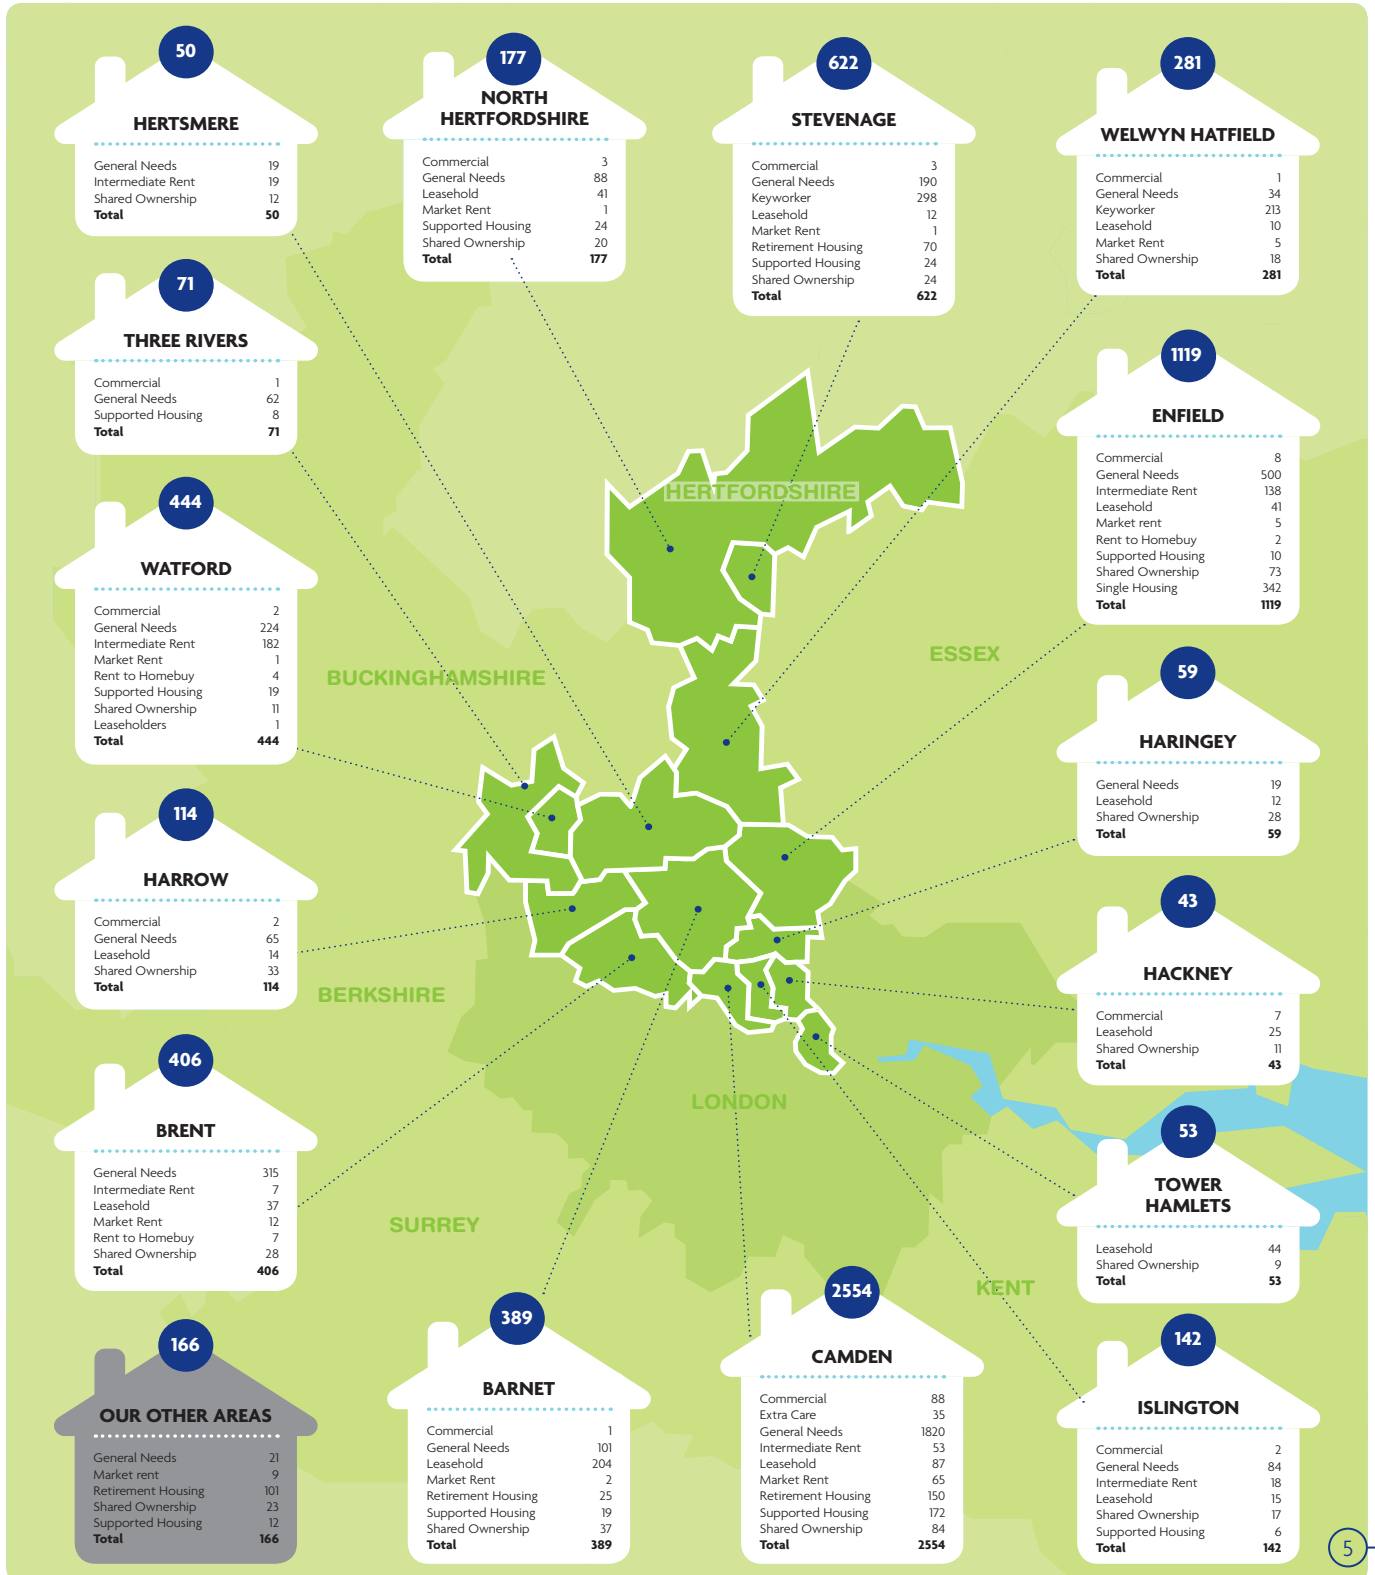 50
HERTSMERE
General Needs 19
Intermediate Rent 19
Shared Ownership 12
Total 50
177
NORTH
HERTFORDSHIRE
Commercial 3
General Needs 88
Leasehold 41
Market Rent 1
Supported Housing 24
Shared Ownership 20
Total 177
622
STEVENAGE
Commercial 3
General Needs 190
Keyworker 298
Leasehold 12
Market Rent 1
Retirement Housing 70
Supported Housing 24
Shared Ownership 24
Total 622
281
WELWYN HATFIELD
Commercial 1
General Needs 34
Keyworker 213
Leasehold 10
Market Rent 5
Shared Ownership 18
Total 281
71
THREE RIVERS
Commercial 1
General Needs 62
Supported Housing 8
Total 71
1119
ENFIELD
Commercial 8
General Needs 500
Intermediate Rent 138
Leasehold 41
Market rent 5
Rent to Homebuy 2
Supported Housing 10
Shared Ownership 73
Single Housing 342
Total 1119
444
WATFORD
Commercial 2
General Needs 224
Intermediate Rent 182
Market Rent 1
Rent to Homebuy 4
Supported Housing 19
Shared Ownership 11
Leaseholders 1
Total 444
HERTFORDSHIRE
ESSEX
BUCKINGHAMSHIRE
59
HARINGEY
General Needs 19
Leasehold 12
Shared Ownership 28
Total 59
114
HARROW
Commercial 2
General Needs 65
Leasehold 14
Shared Ownership 33
Total 114
43
HACKNEY
Commercial 7
Leasehold 25
Shared Ownership 11
Total 43
BERKSHIRE
LONDON
406
BRENT
General Needs 315
Intermediate Rent 7
Leasehold 37
Market Rent 12
Rent to Homebuy 7
Shared Ownership 28
Total 406
53
TOWER
HAMLETS
Leasehold 44
Shared Ownership 9
Total 53
SURREY
KENT
166
OUR OTHER AREAS
General Needs 21
Market rent 9
Retirement Housing 101
Shared Ownership 23
Supported Housing 12
Total 166
389
BARNET
Commercial 1
General Needs 101
Leasehold 204
Market Rent 2
Retirement Housing 25
Supported Housing 19
Shared Ownership 37
Total 389
2554
CAMDEN
Commercial 88
Extra Care 35
General Needs 1820
Intermediate Rent 53
Leasehold 87
Market Rent 65
Retirement Housing 150
Supported Housing 172
Shared Ownership 84
Total 2554
142
ISLINGTON
Commercial 2
General Needs 84
Intermediate Rent 18
Leasehold 15
Shared Ownership 17
Supported Housing 6
Total 142
5